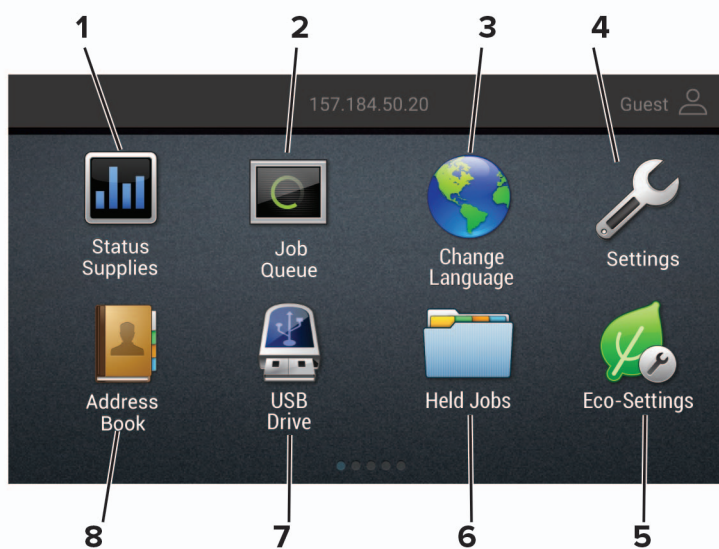 1 2 3 4
157.184.50.20 Guest
Status
Supplies
Job
Queue
Change
Language
Settings
Address
Book
USB
Drive
Held Jobs
Eco-Settings
8 7 6 5